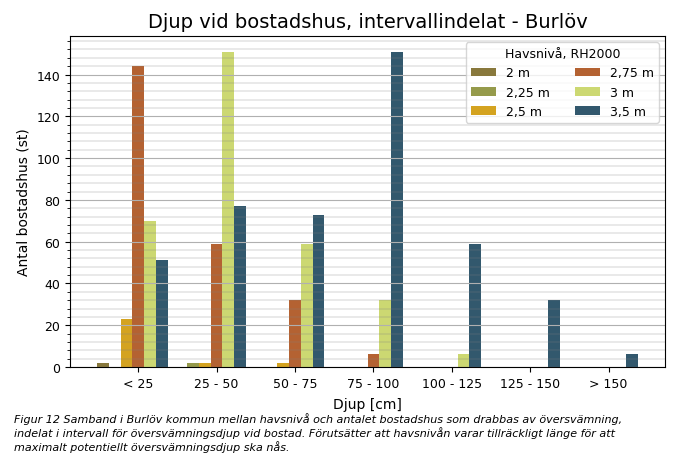 Djup vid bostadshus, intervallindelat - Burlöv
Havsnivå, RH2000
2 m
2,25 m
2,5 m
2,75 m
3 m
3,5 m
Antal bostadshus (st)
140
120
100
80
60
40
20
0
< 25
25 - 50
50 - 75
75 - 100
100 - 125
125 - 150
> 150
Djup [cm]
Figur 12 Samband i Burlöv kommun mellan havsnivå och antalet bostadshus som drabbas av översvämning,
indelat i intervall för översvämningsdjup vid bostad. Förutsätter att havsnivån varar tillräckligt länge för att
maximalt potentiellt översvämningsdjup ska nås.